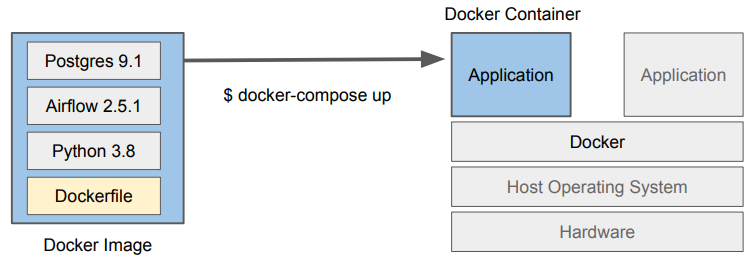 Postgres 9.1
Airflow 2.5.1
Python 3.8
Dockerfile
Docker Image
$ docker-compose up
Docker Container
Application
Application
Docker
Host Operating System
Hardware